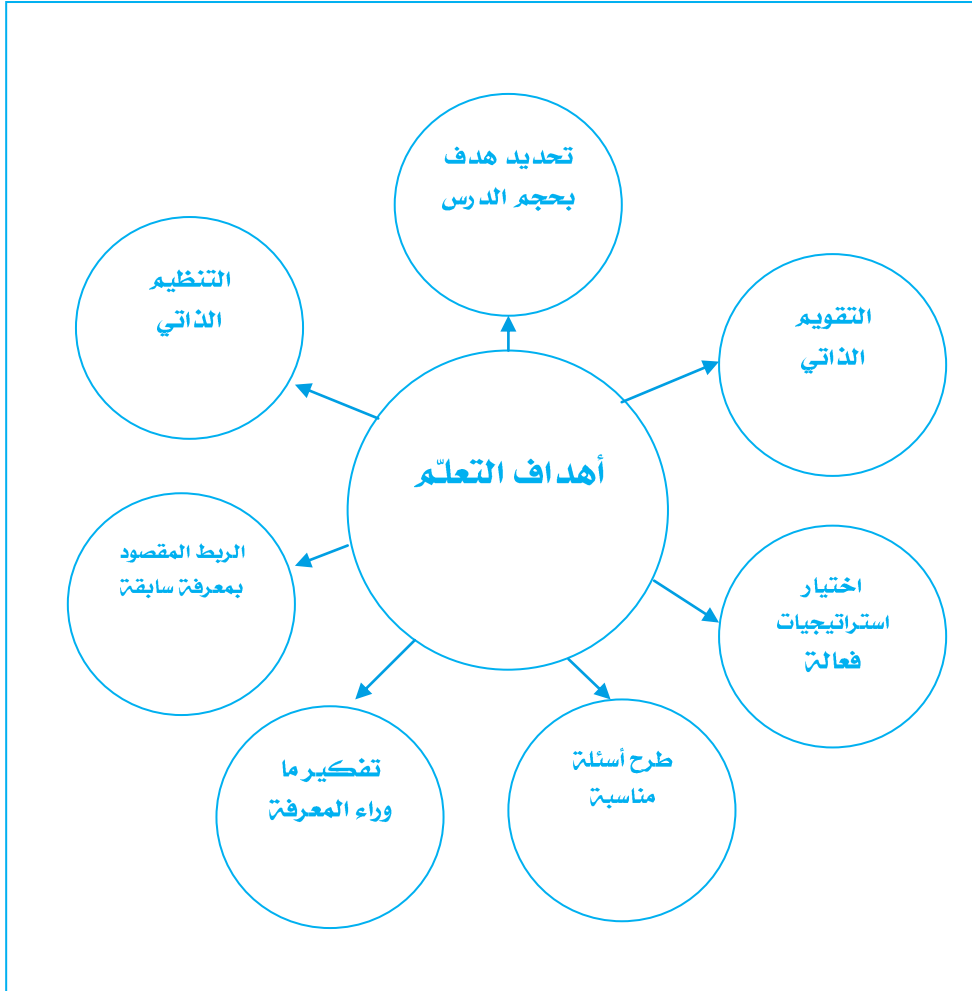 تحديد هدف
بحجم الدرس
التنظيم
الذاتي
التقويم
الذاتي
أهداف التعلّم
الربط المقصود
بمعرفة سابقة
اختيار
استراتيجيات
فعالة
تفكير ما
وراء المعرفة
طرح أسئلة
مناسبة